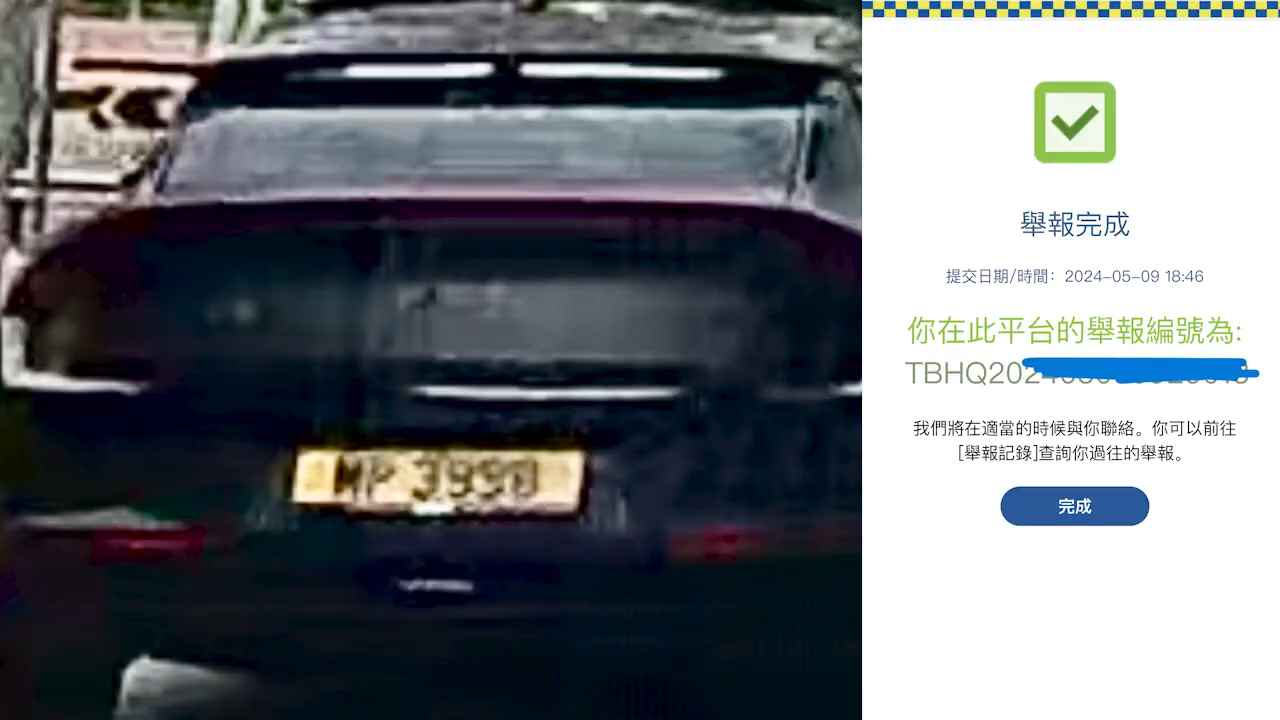 MP 3990
舉報完成
提交日期/時間：2024-05-09 18:46
你在此平台的舉報編號為:
TBHQ202
我們將在適當的時候與你聯絡。你可以前往
[舉報記錄]查詢你過往的舉報。
完成